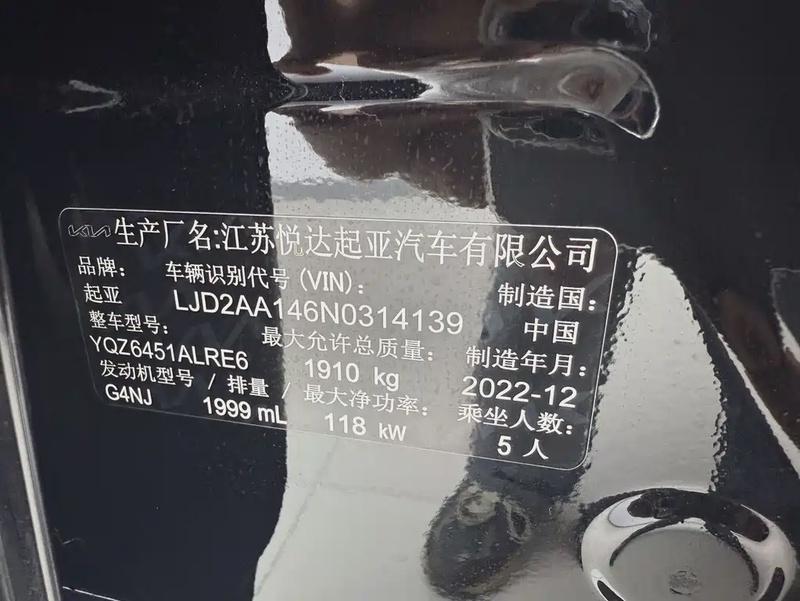 KIA 生产厂名:江苏悦达起亚汽车有限公司
品牌: 车辆识别代号(VIN): 制造国:
起亚 LJD2AA146N0314139 中国
整车型号: 最大允许总质量: 制造年月:
YQZ6451ALRE6 1910 kg 2022-12
发动机型号 / 排量 / 最大净功率: 乘坐人数:
G4NJ 1999 mL 118 kW 5 人